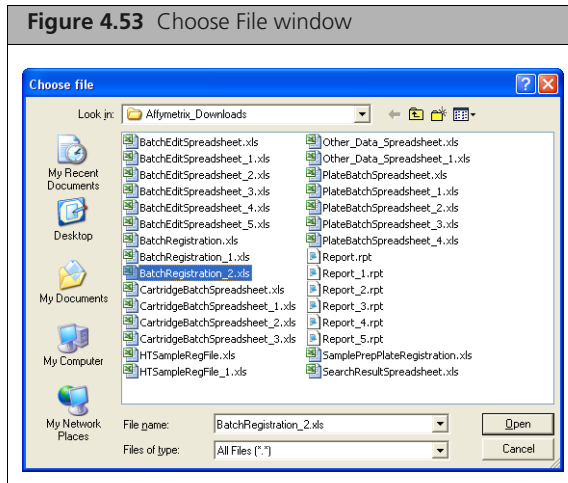 Figure 4.53 Choose File window
Choose file
Look in: Affymetrix_Downloads
My Recent Documents
Desktop
My Documents
My Computer
My Network Places
BatchEditSpreadsheet.xls
BatchEditSpreadsheet_1.xls
BatchEditSpreadsheet_2.xls
BatchEditSpreadsheet_3.xls
BatchEditSpreadsheet_4.xls
BatchEditSpreadsheet_5.xls
BatchRegistration.xls
BatchRegistration_1.xls
BatchRegistration_2.xls
CartridgeBatchSpreadsheet.xls
CartridgeBatchSpreadsheet_1.xls
CartridgeBatchSpreadsheet_2.xls
CartridgeBatchSpreadsheet_3.xls
HTSampleRegFile.xls
HTSampleRegFile_1.xls
Other_Data_Spreadsheet.xls
Other_Data_Spreadsheet_1.xls
PlateBatchSpreadsheet.xls
PlateBatchSpreadsheet_1.xls
PlateBatchSpreadsheet_2.xls
PlateBatchSpreadsheet_3.xls
PlateBatchSpreadsheet_4.xls
Report.rpt
Report_1.rpt
Report_2.rpt
Report_3.rpt
Report_4.rpt
Report_5.rpt
SamplePrepPlateRegistration.xls
SearchResultSpreadsheet.xls
File name: BatchRegistration_2.xls Open
Files of type: All Files (*.*) Cancel